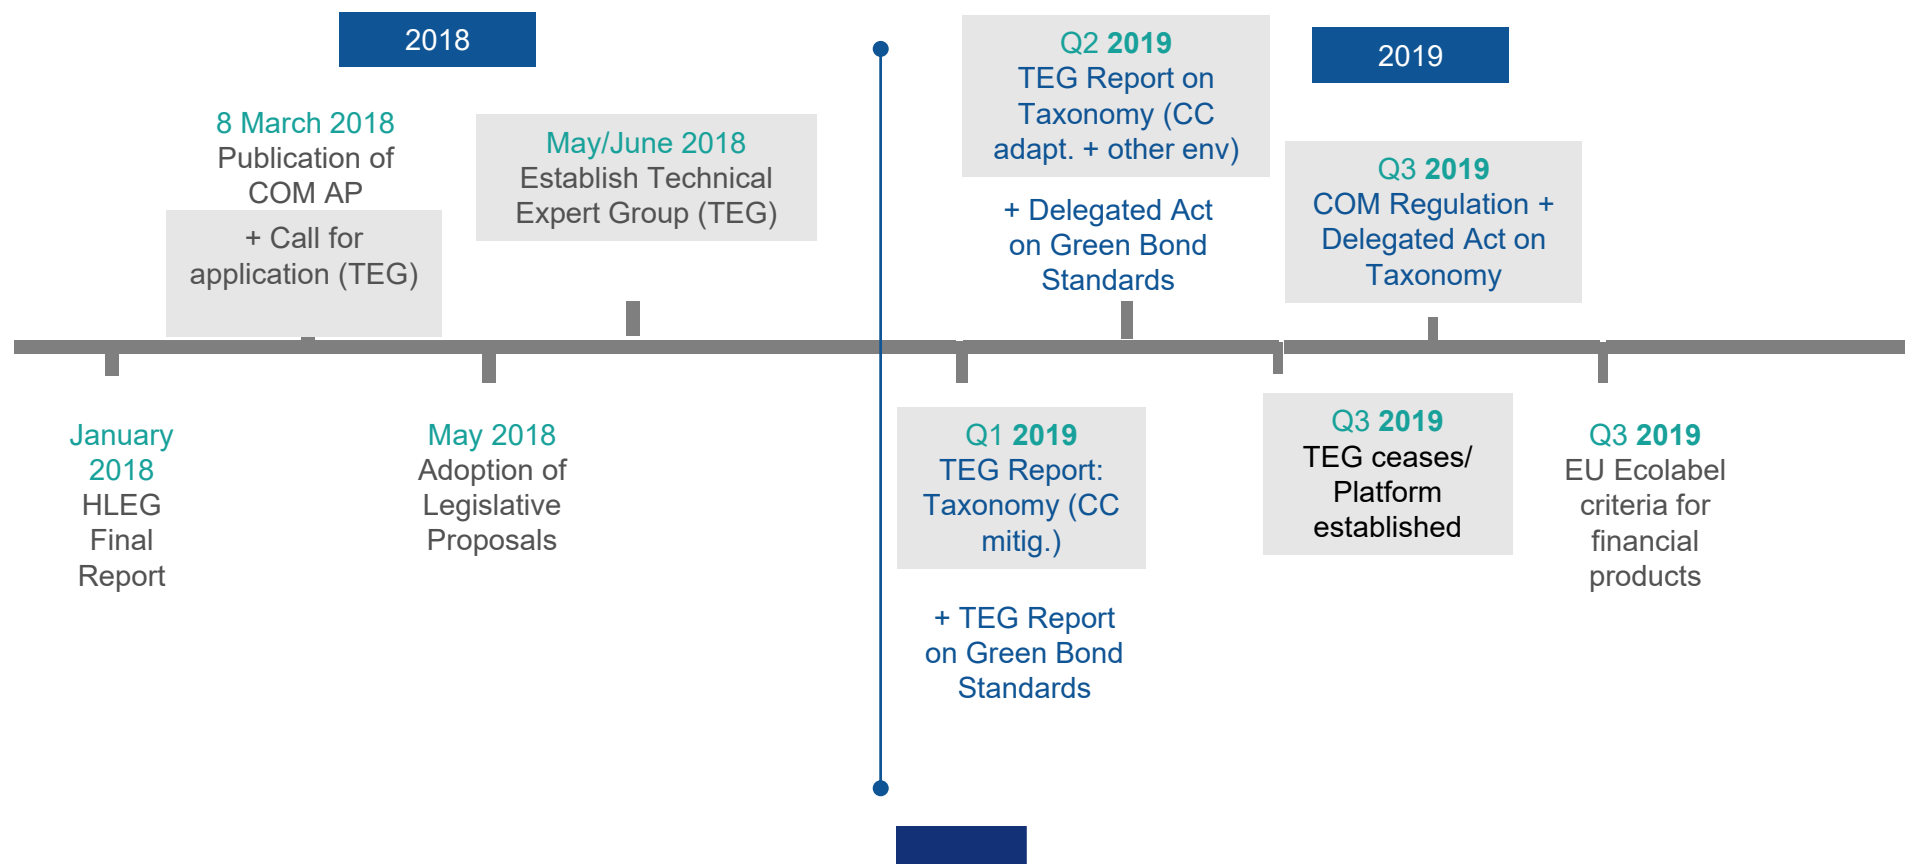 2018
8 March 2018
Publication of
COM AP
+ Call for
application (TEG)
May/June 2018
Establish Technical
Expert Group (TEG)
January
2018
HLEG
Final
Report
May 2018
Adoption of
Legislative
Proposals
2019
Q2 2019
TEG Report on
Taxonomy (CC
adapt. + other env)
+ Delegated Act
on Green Bond
Standards
Q3 2019
COM Regulation +
Delegated Act on
Taxonomy
Q1 2019
TEG Report:
Taxonomy (CC
mitig.)
+ TEG Report
on Green Bond
Standards
Q3 2019
TEG ceases/
Platform
established
Q3 2019
EU Ecolabel
criteria for
financial
products